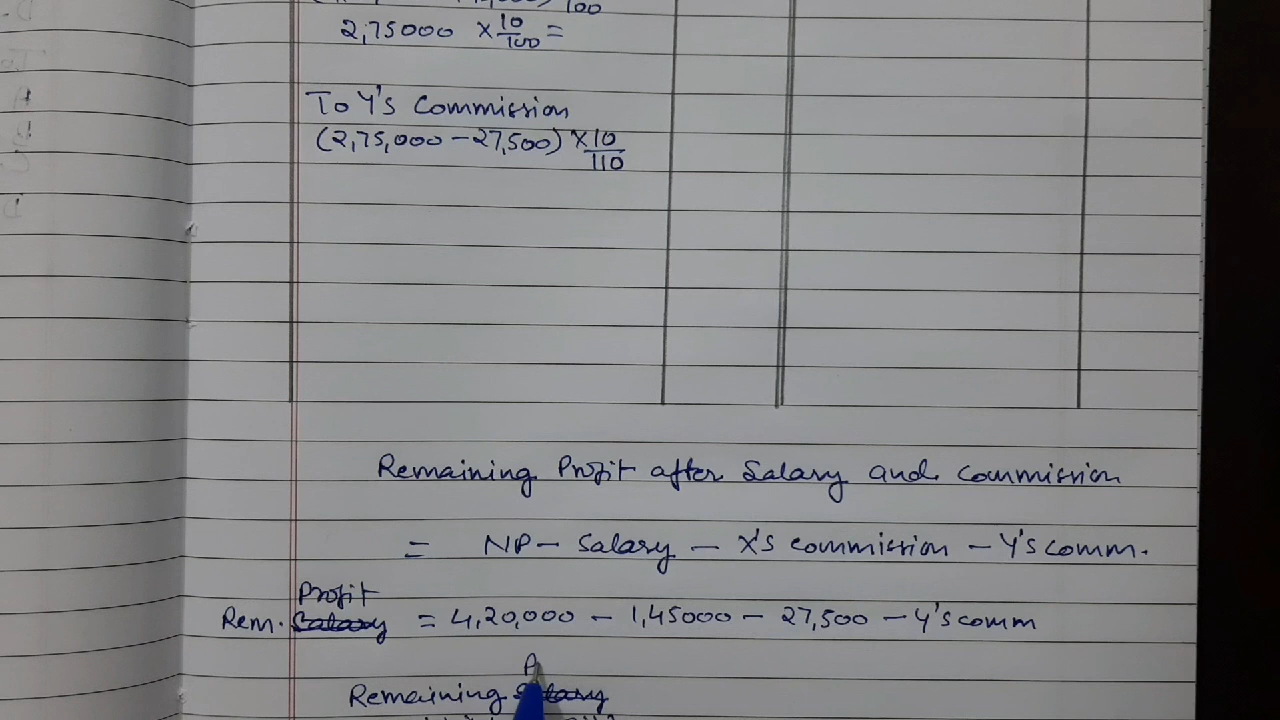 100
2,75000 × 10/100 =
To Y's Commission
(2,75,000 - 27,500) × 10/110
Remaining Profit after Salary and Commission
= NP - Salary - X's commission - Y's comm.
Profit
Rem. Salary = 4,20,000 - 1,45000 - 27,500 - Y's comm
P
Remaining Salary